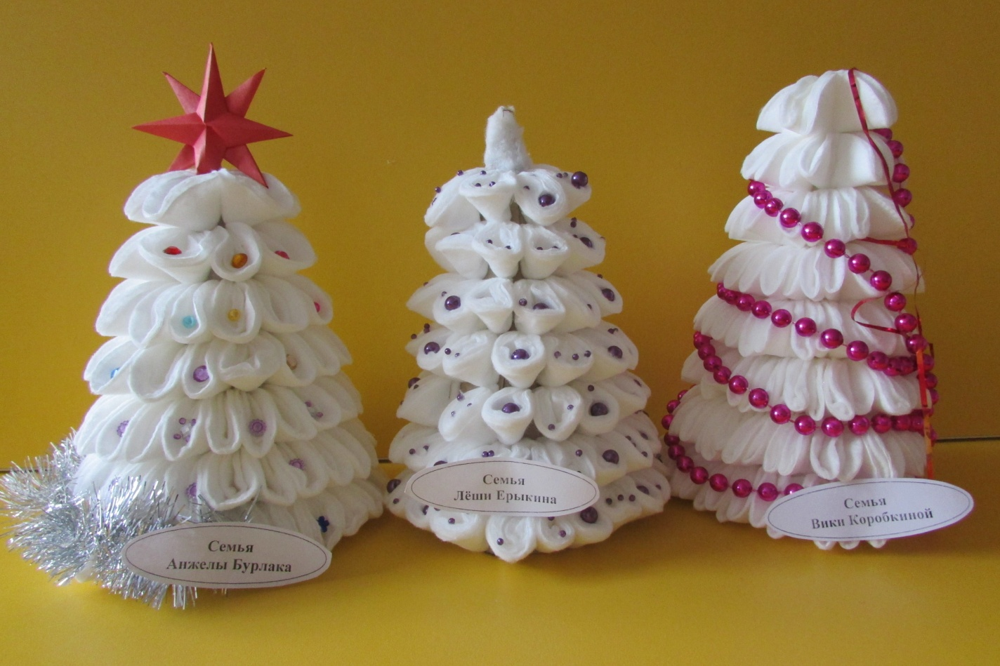 Семья
Анжелы Бурлака
Семья
Лёши Ерыкина
Семья
Вики Коробкиной